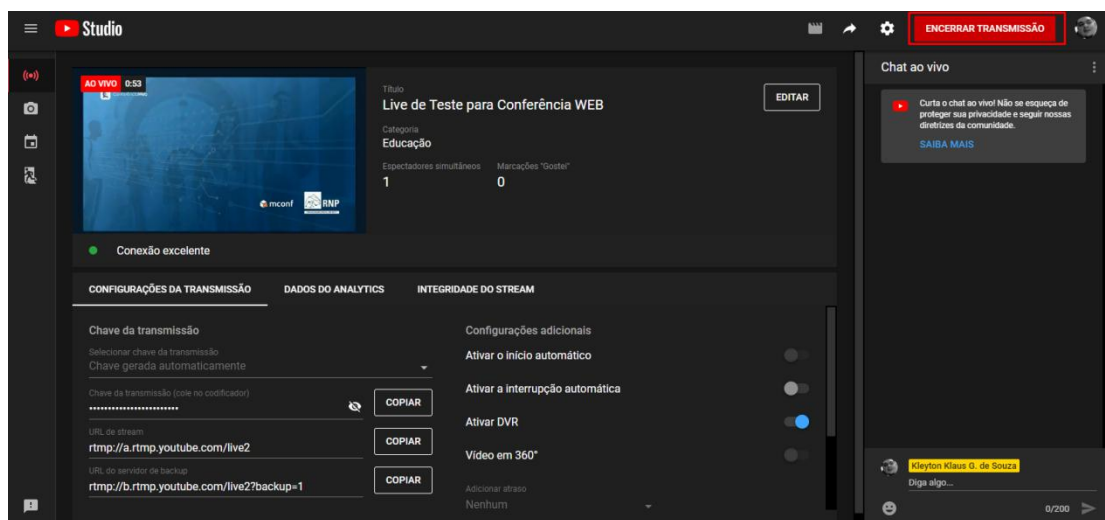 Studio
ENCERRAR TRANSMISSÃO
AO VIVO 0:53
mconf
RNP
Título
Live de Teste para Conferência WEB
EDITAR
Categoria
Educação
Espectadores simultâneos Marcações "Gostei"
1 0
Conexão excelente
CONFIGURAÇÕES DA TRANSMISSÃO DADOS DO ANALYTICS INTEGRIDADE DO STREAM
Chave da transmissão
Selecionar chave da transmissão
Chave gerada automaticamente
Chave da transmissão (cole no codificador)
••••••••••••••••••••••••
COPIAR
URL de stream
rtmp://a.rtmp.youtube.com/live2
COPIAR
URL do servidor de backup
rtmp://b.rtmp.youtube.com/live2?backup=1
COPIAR
Configurações adicionais
Ativar o início automático
Ativar a interrupção automática
Ativar DVR
Vídeo em 360°
Adicionar atraso
Nenhum
Chat ao vivo
Curta o chat ao vivo! Não se esqueça de
proteger sua privacidade e seguir nossas
diretrizes da comunidade.
SAIBA MAIS
Kleyton Klaus G. de Souza
Diga algo...
0/200